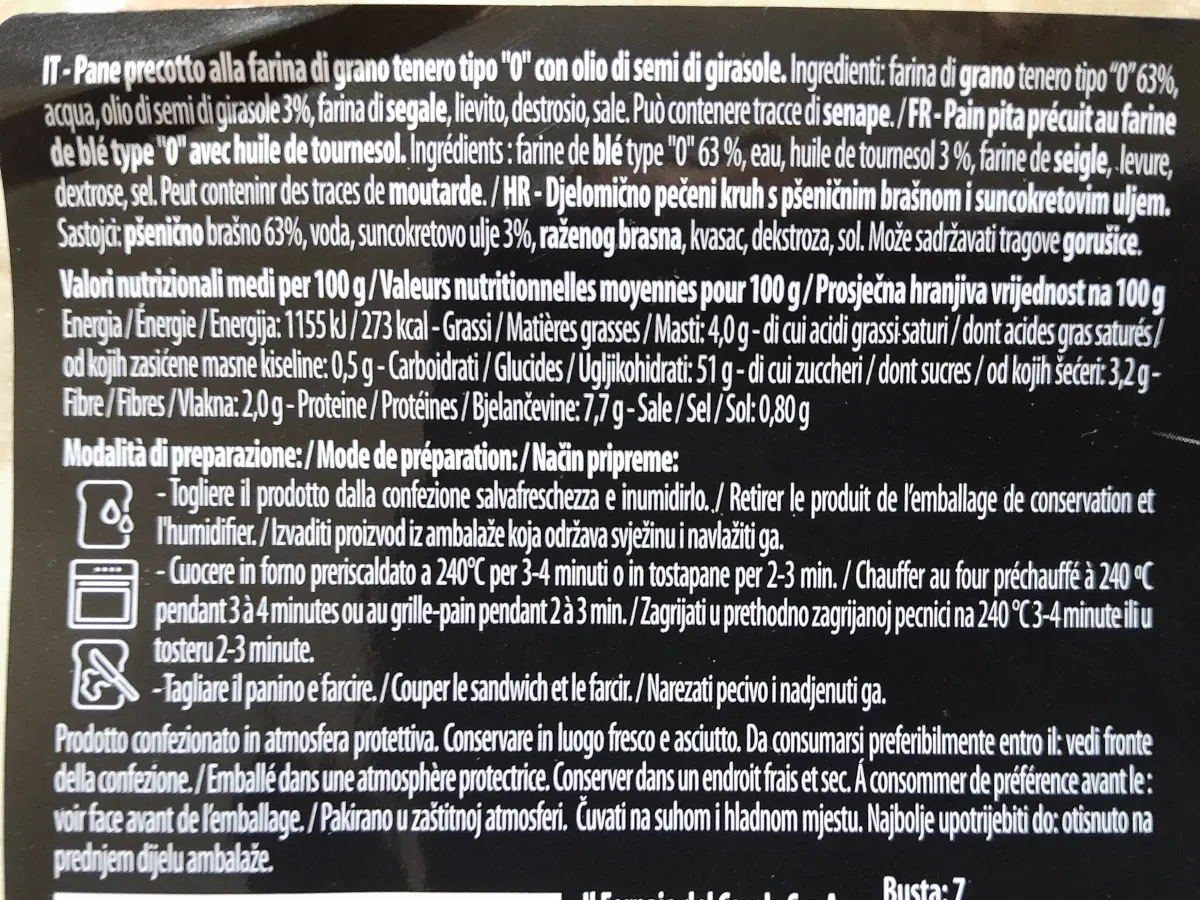 IT - Pane precotto alla farina di grano tenero tipo "0" con olio di semi di girasole. Ingredienti: farina di grano tenero tipo "0" 63%,
acqua, olio di semi di girasole 3%, farina di segale, lievito, destrosio, sale. Può contenere tracce di senape. / FR - Pain pita précuit au farine
de blé type "0" avec huile de tournesol. Ingrédients : farine de blé type "0" 63 %, eau, huile de tournesol 3 %, farine de seigle, levure,
dextrose, sel. Peut conteninr des traces de moutarde. / HR - Djelomično pečeni kruh s pšeničnim brašnom i suncokretovim uljem.
Sastojci: pšenično brašno 63%, voda, suncokretovo ulje 3%, raženog brasna, kvasac, dekstroza, sol. Može sadržavati tragove gorušice.
Valori nutrizionali medi per 100 g / Valeurs nutritionnelles moyennes pour 100 g / Prosječna hranjiva vrijednost na 100 g
Energia / Énergie / Energija: 1155 kJ / 273 kcal - Grassi / Matières grasses / Masti: 4,0 g - di cui acidi grassi saturi / dont acides gras saturés /
od kojih zasićene masne kiseline: 0,5 g - Carboidrati / Glucides / Ugljikohidrati: 51 g - di cui zuccheri / dont sucres / od kojih šećeri: 3,2 g -
Fibre / Fibres / Vlakna: 2,0 g - Proteine / Protéines / Bjelančevine: 7,7 g - Sale / Sel / Sol: 0,80 g
Modalità di preparazione: / Mode de préparation: / Način pripreme:
- Togliere il prodotto dalla confezione salvafreschezza e inumidirlo. / Retirer le produit de l'emballage de conservation et
l'humidifier. / Izvaditi proizvod iz ambalaže koja održava svježinu i navlažiti ga.
- Cuocere in forno preriscaldato a 240°C per 3-4 minuti o in tostapane per 2-3 min. / Chauffer au four préchauffé à 240 ºC
pendant 3 à 4 minutes ou au grille-pain pendant 2 à 3 min. / Zagrijati u prethodno zagrijanoj pecnici na 240 °C 3-4 minute ili u
tosteru 2-3 minute.
- Tagliare il panino e farcire. / Couper le sandwich et le farcir. / Narezati pecivo i nadjenuti ga.
Prodotto confezionato in atmosfera protettiva. Conservare in luogo fresco e asciutto. Da consumarsi preferibilmente entro il: vedi fronte
della confezione. / Emballé dans une atmosphère protectrice. Conserver dans un endroit frais et sec. Á consommer de préférence avant le :
voir face avant de l'emballage. / Pakirano u zaštitnoj atmosferi. Čuvati na suhom i hladnom mjestu. Najbolje upotrijebiti do: otisnuto na
prednjem dijelu ambalaže.
Busta: 7